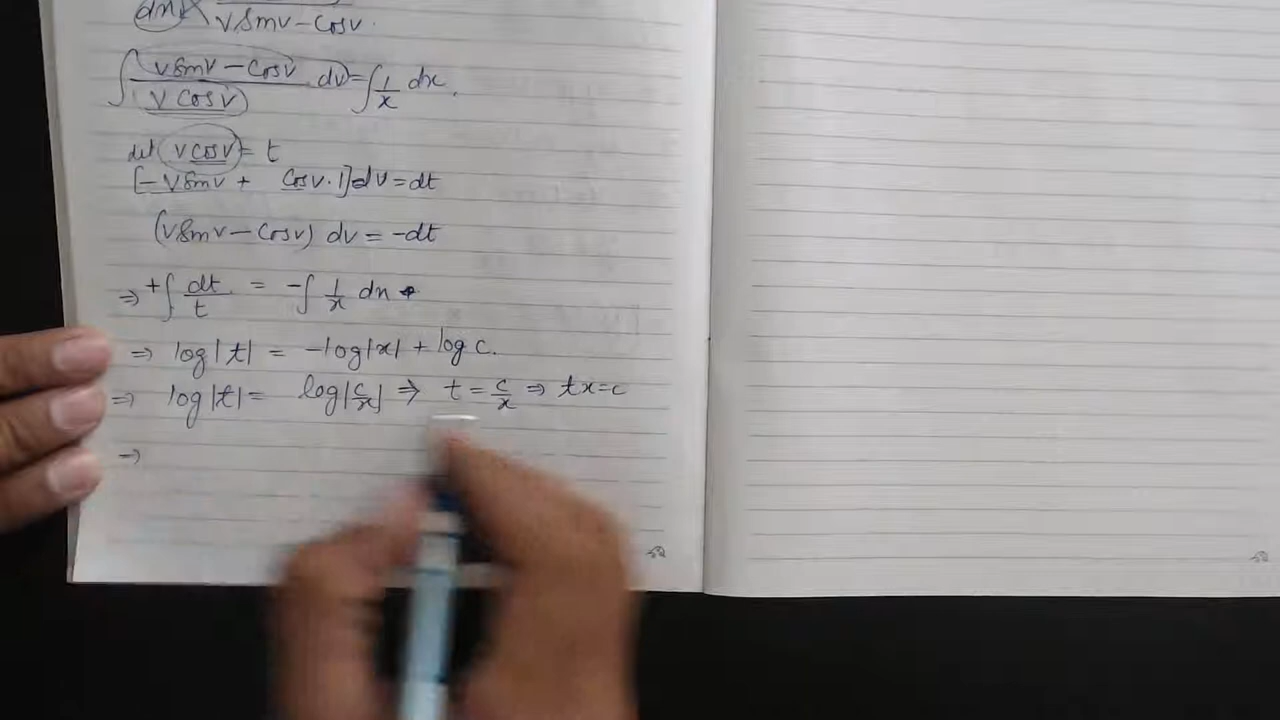 dx × / v sinv - cosv.
∫ (v sinv - cosv) / (v cosv) dv = ∫ 1/x dx.
let v cosv = t
[-v sinv + cosv.1] dv = dt
(v sinv - cosv) dv = -dt
⇒ +∫ dt/t = -∫ 1/x dx
⇒ log|t| = -log|x| + log c.
⇒ log|t| = log|c/x| ⇒ t = c/x ⇒ tx=c
→